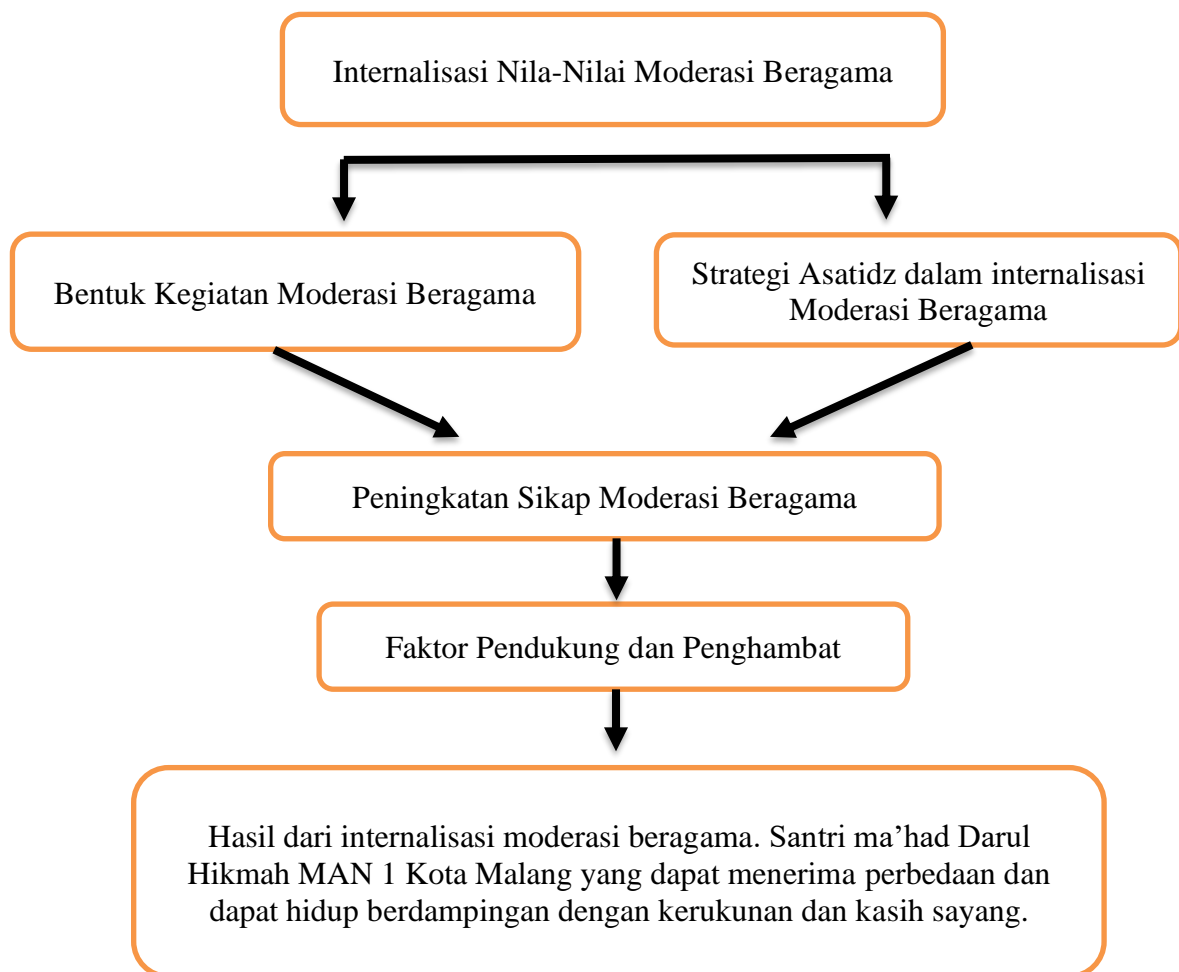 Internalisasi Nila-Nilai Moderasi Beragama
Bentuk Kegiatan Moderasi Beragama
Strategi Asatidz dalam internalisasi
Moderasi Beragama
Peningkatan Sikap Moderasi Beragama
Faktor Pendukung dan Penghambat
Hasil dari internalisasi moderasi beragama. Santri ma’had Darul
Hikmah MAN 1 Kota Malang yang dapat menerima perbedaan dan
dapat hidup berdampingan dengan kerukunan dan kasih sayang.